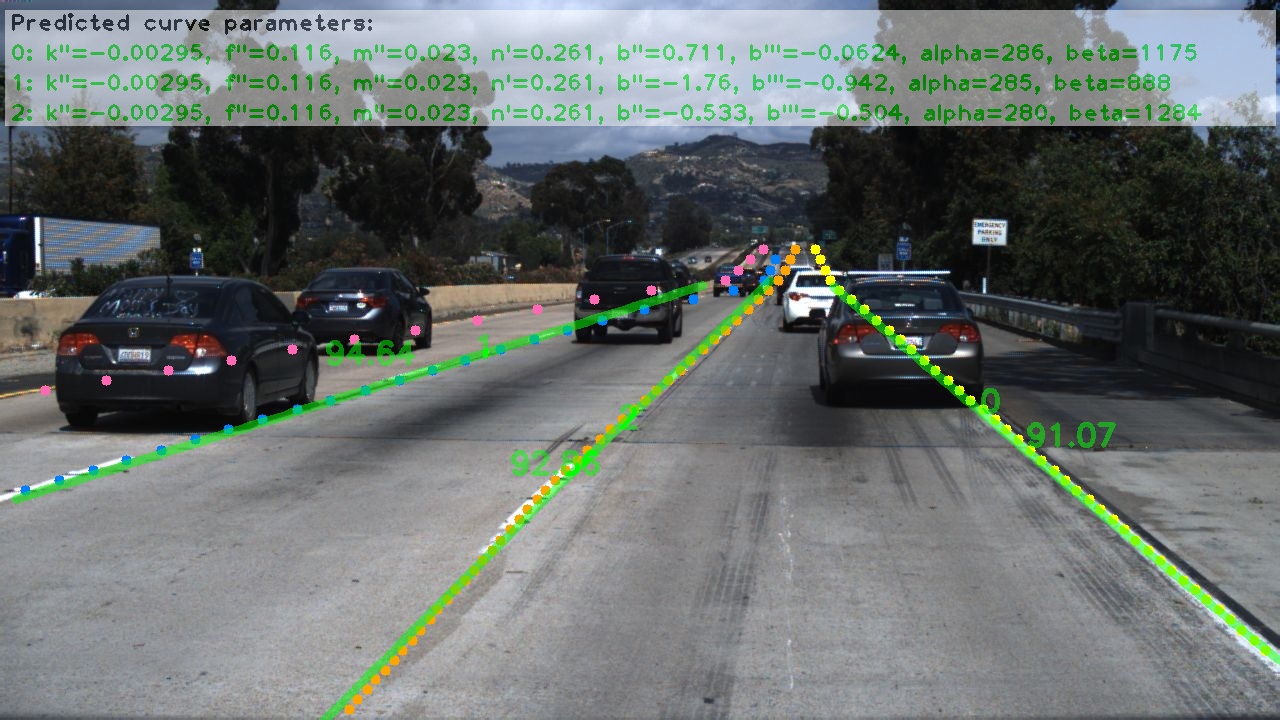 Predicted curve parameters:
0: k''=-0.00295, f''=0.116, m''=0.023, n'=0.261, b''=0.711, b'''=-0.0624, alpha=286, beta=1175
1: k''=-0.00295, f''=0.116, m''=0.023, n'=0.261, b''=-1.76, b'''=-0.942, alpha=285, beta=888
2: k''=-0.00295, f''=0.116, m''=0.023, n'=0.261, b''=-0.533, b'''=-0.504, alpha=280, beta=1284
EMERGENCY
PARKING
ONLY
94.64
1
0
91.07